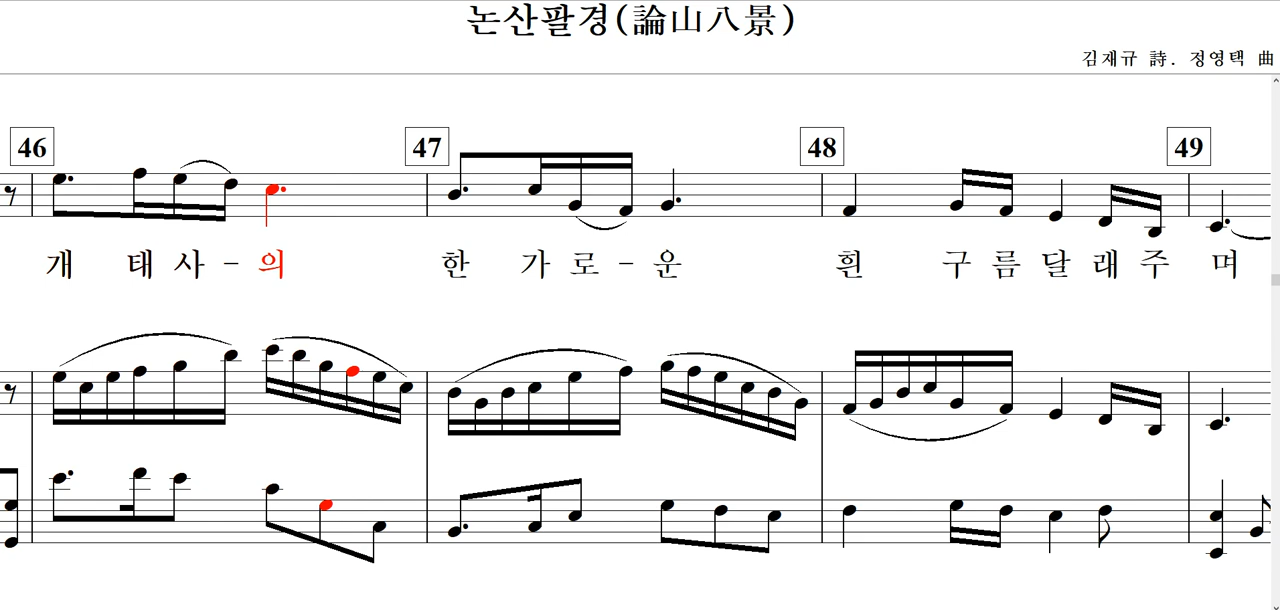 논산팔경(論山八景)
김재규 詩. 정영택 曲
46 47 48 49
개 태 사 - 의 한 가 로 - 운 흰 구 름 달 래 주 며